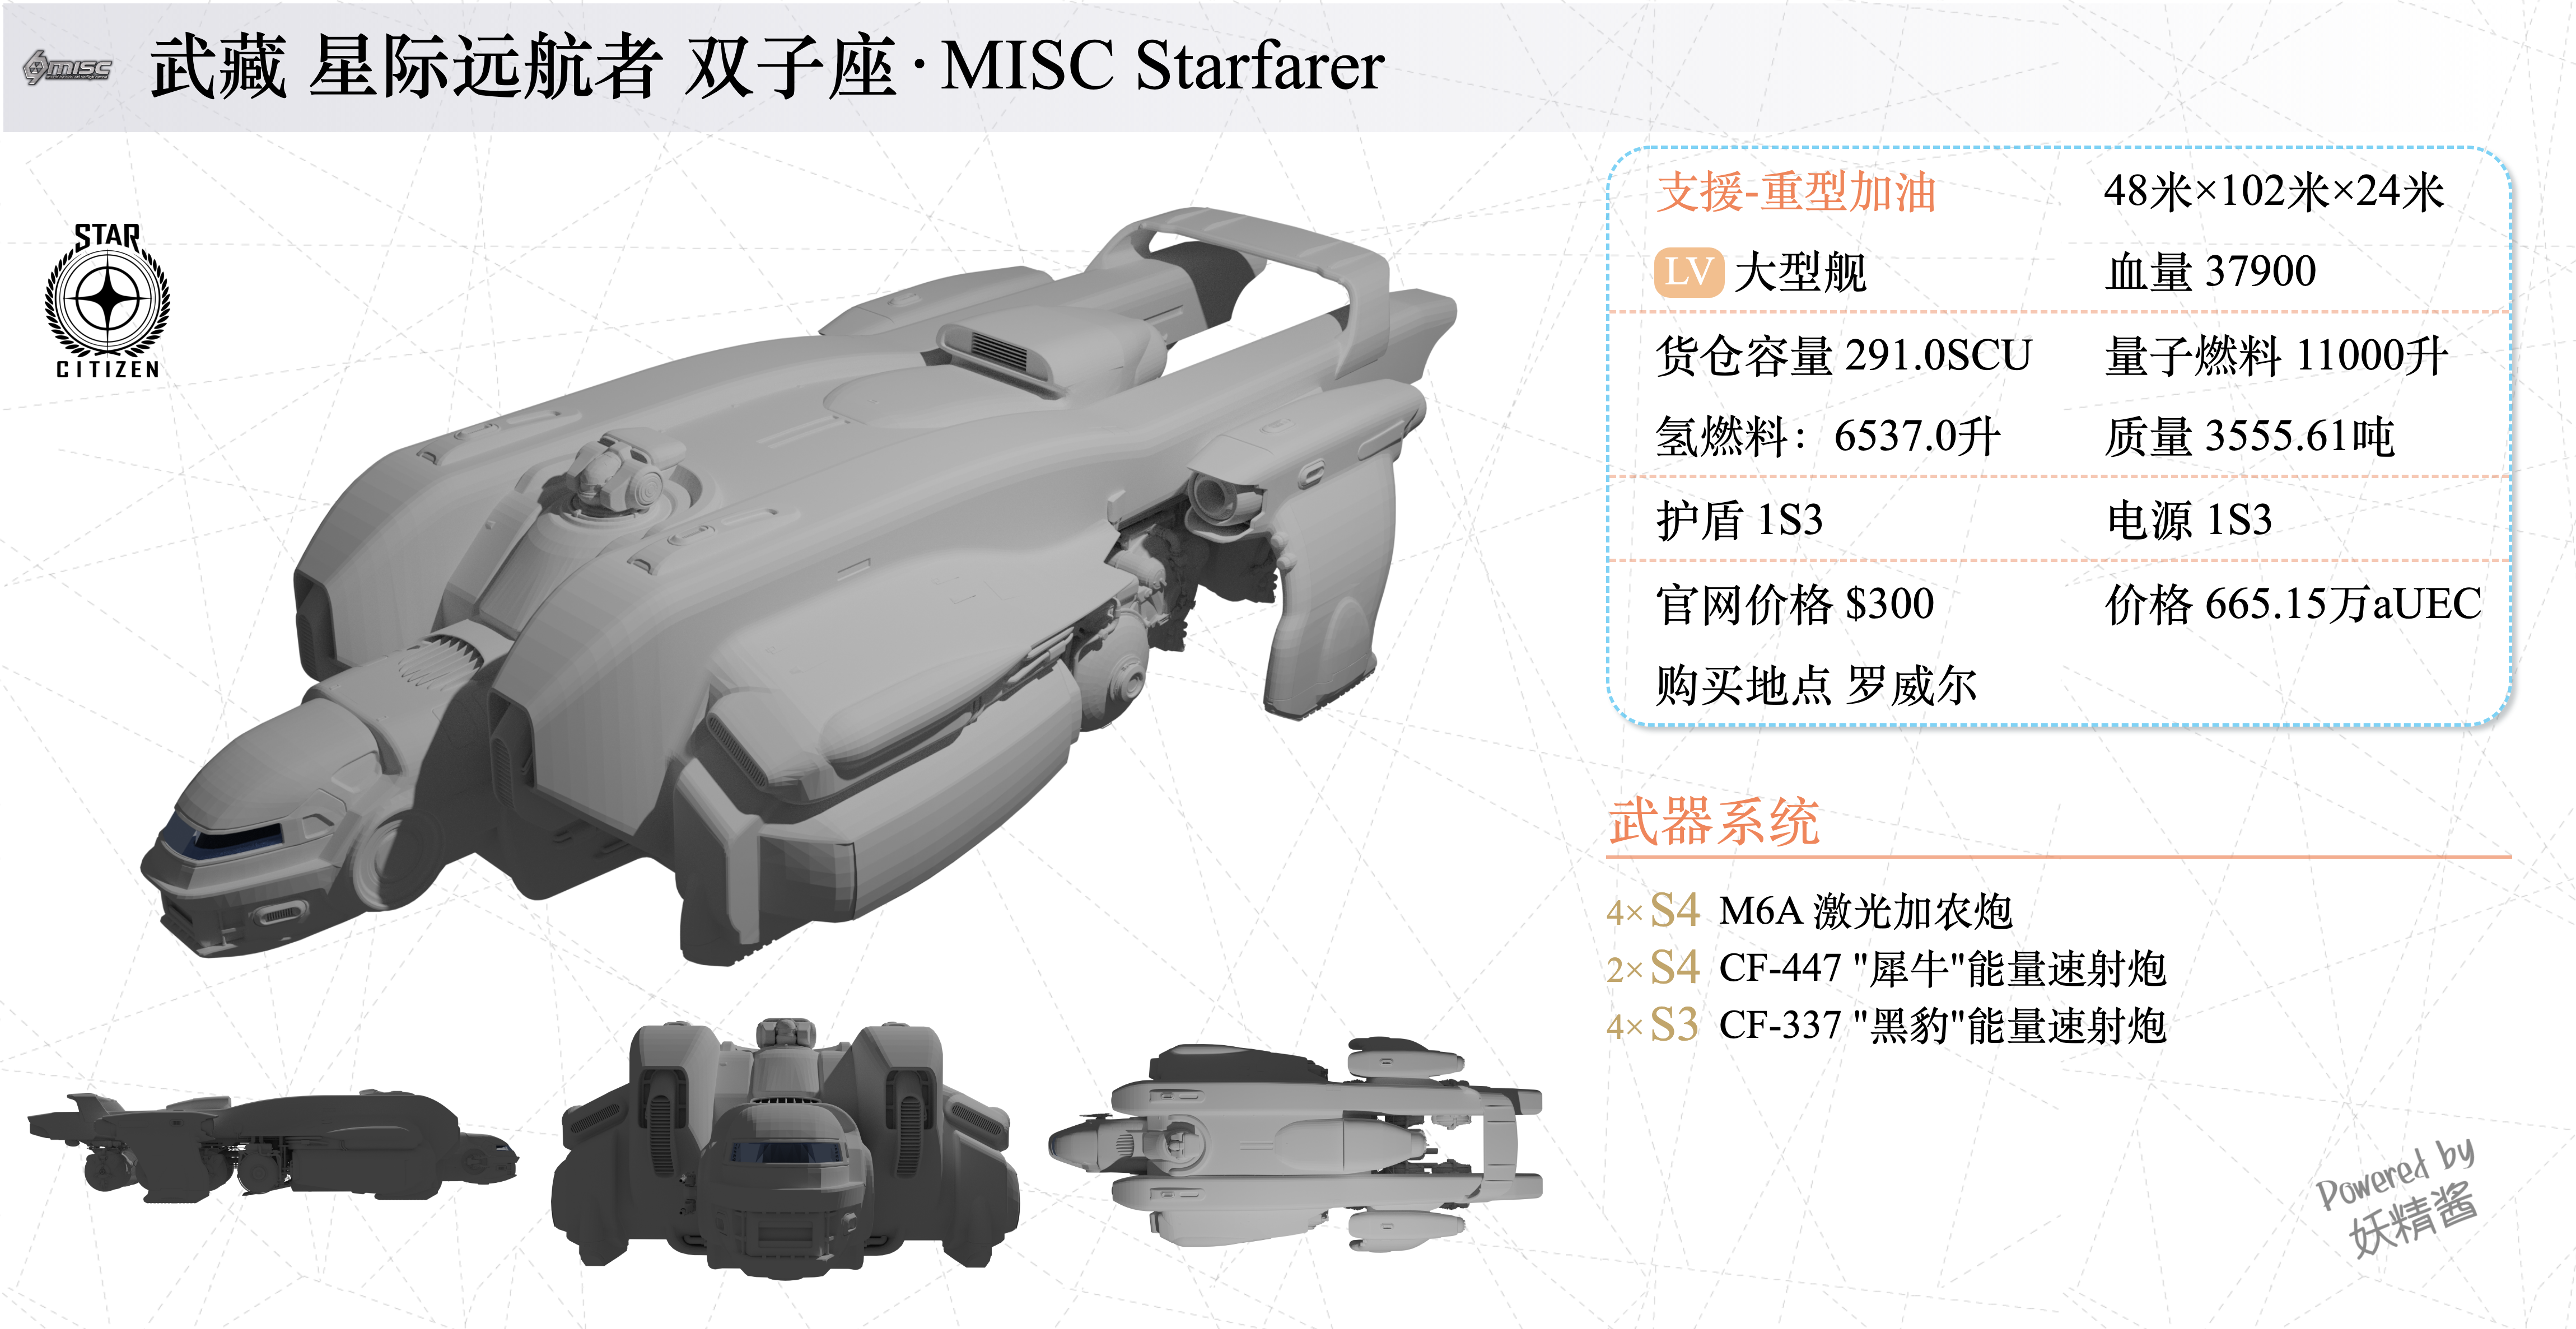 MISC
武藏 星际远航者 双子座·MISC Starfarer
STAR
CITIZEN
支援-重型加油 48米×102米×24米
LV 大型舰 血量 37900
货仓容量 291.0SCU 量子燃料 11000升
氢燃料：6537.0升 质量 3555.61吨
护盾 1S3 电源 1S3
官网价格 $300 价格 665.15万aUEC
购买地点 罗威尔
武器系统
4× S4 M6A 激光加农炮
2× S4 CF-447 "犀牛"能量速射炮
4× S3 CF-337 "黑豹"能量速射炮
Powered by
妖精酱